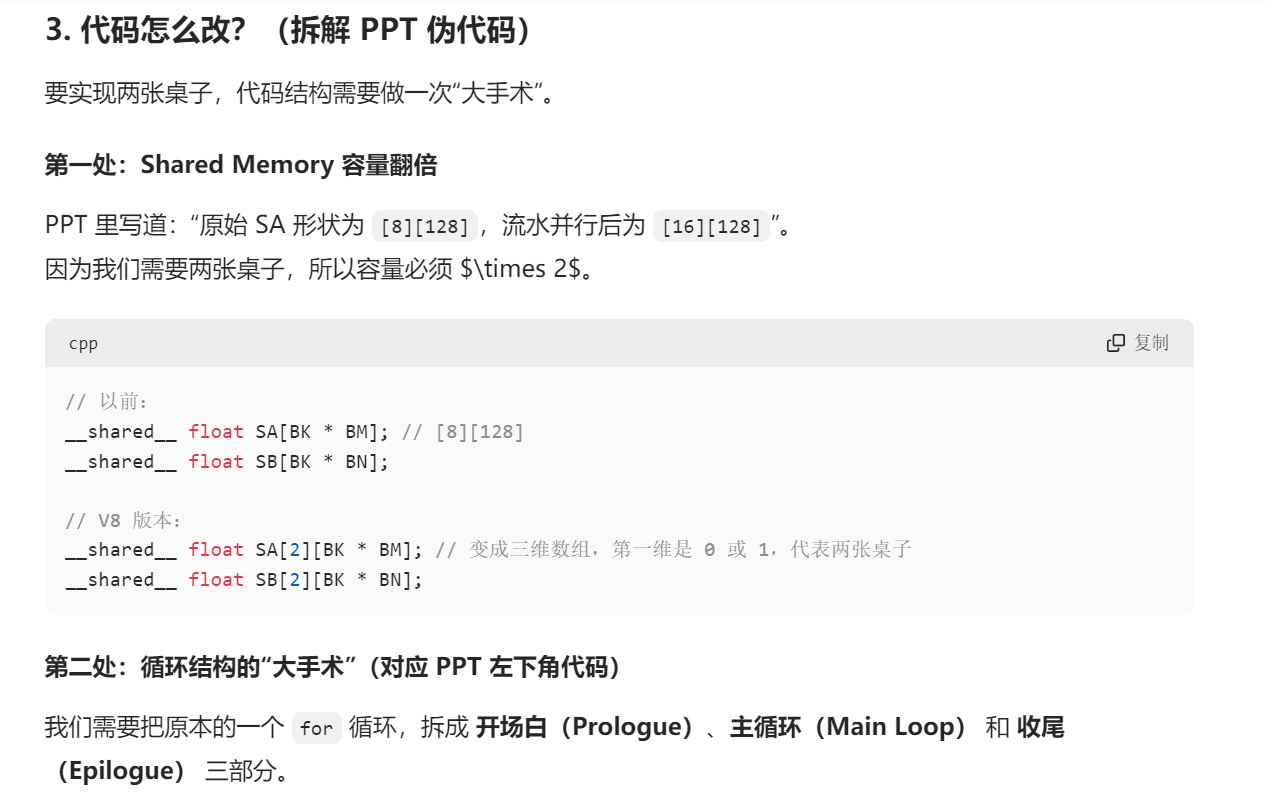 3. 代码怎么改？（拆解 PPT 伪代码）
要实现两张桌子，代码结构需要做一次“大手术”。
第一处：Shared Memory 容量翻倍
PPT 里写道：“原始 SA 形状为 [8][128]，流水并行后为 [16][128]”。
因为我们需要两张桌子，所以容量必须 $\times 2$。
cpp 复制
// 以前：
__shared__ float SA[BK * BM]; // [8][128]
__shared__ float SB[BK * BN];
// V8 版本：
__shared__ float SA[2][BK * BM]; // 变成三维数组，第一维是 0 或 1，代表两张桌子
__shared__ float SB[2][BK * BN];
第二处：循环结构的“大手术”（对应 PPT 左下角代码）
我们需要把原本的一个 for 循环，拆成 开场白（Prologue）、主循环（Main Loop） 和 收尾
（Epilogue） 三部分。